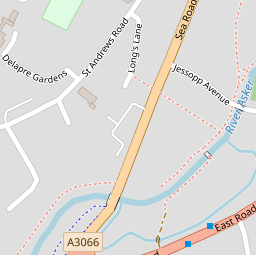 Sea Road
St Andrews Road
Long's Lane
Delapre Gardens
Jessopp Avenue
River Asker
East Road
A3066